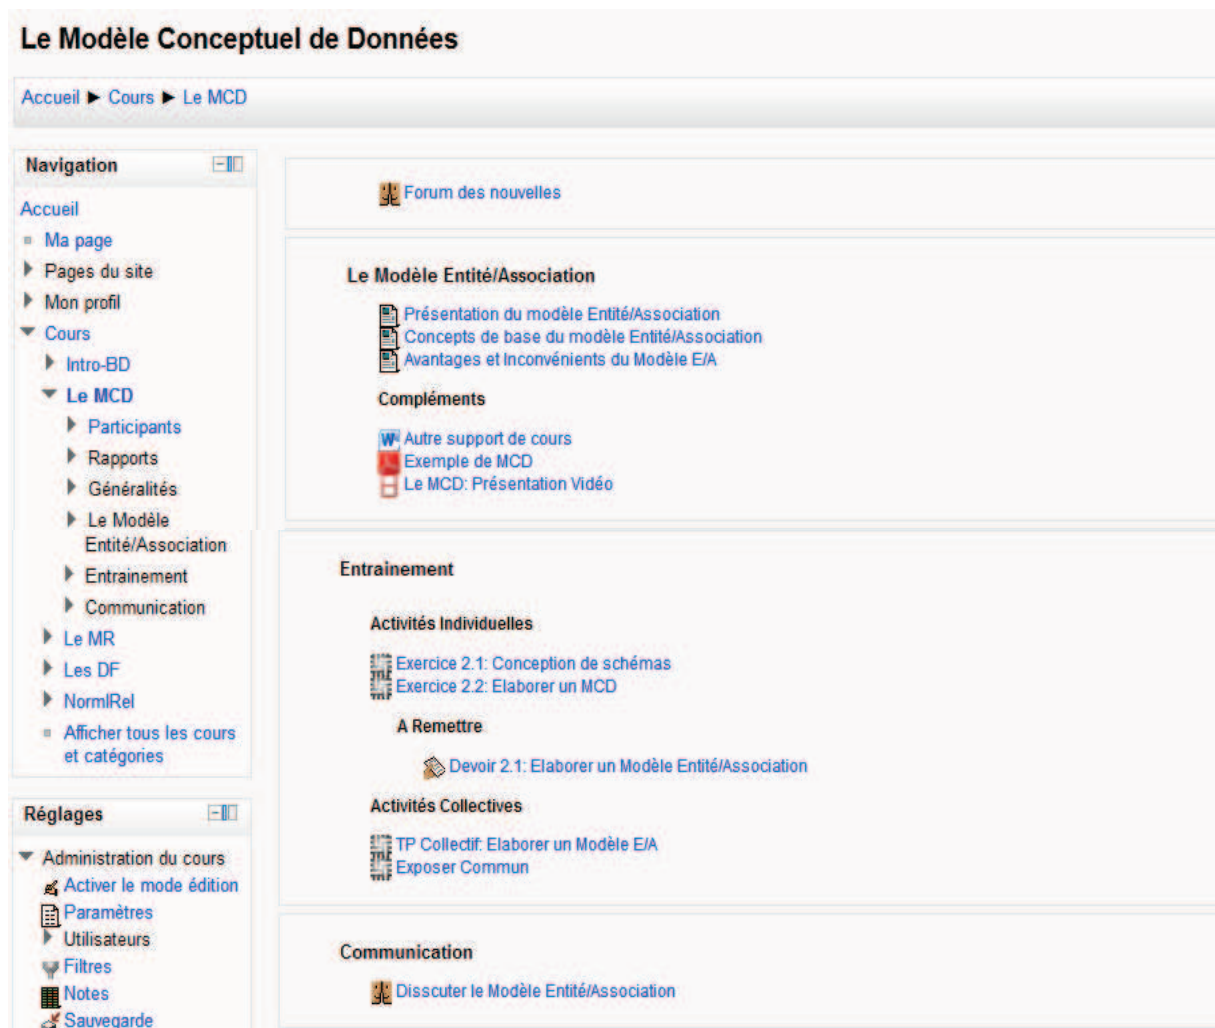 Le Modèle Conceptuel de Données
Accueil ► Cours ► Le MCD
Navigation
Accueil
Ma page
Pages du site
Mon profil
Cours
Intro-BD
Le MCD
Participants
Rapports
Généralités
Le Modèle
Entité/Association
Entrainement
Communication
Le MR
Les DF
NormlRel
Afficher tous les cours
et catégories
Réglages
Administration du cours
Activer le mode édition
Paramètres
Utilisateurs
Filtres
Notes
Sauvegarde
Forum des nouvelles
Le Modèle Entité/Association
Présentation du modèle Entité/Association
Concepts de base du modèle Entité/Association
Avantages et Inconvénients du Modèle E/A
Compléments
Autre support de cours
Exemple de MCD
Le MCD: Présentation Vidéo
Entrainement
Activités Individuelles
Exercice 2.1: Conception de schémas
Exercice 2.2: Elaborer un MCD
A Remettre
Devoir 2.1: Elaborer un Modèle Entité/Association
Activités Collectives
TP Collectif: Elaborer un Modèle E/A
Exposer Commun
Communication
Disscuter le Modèle Entité/Association